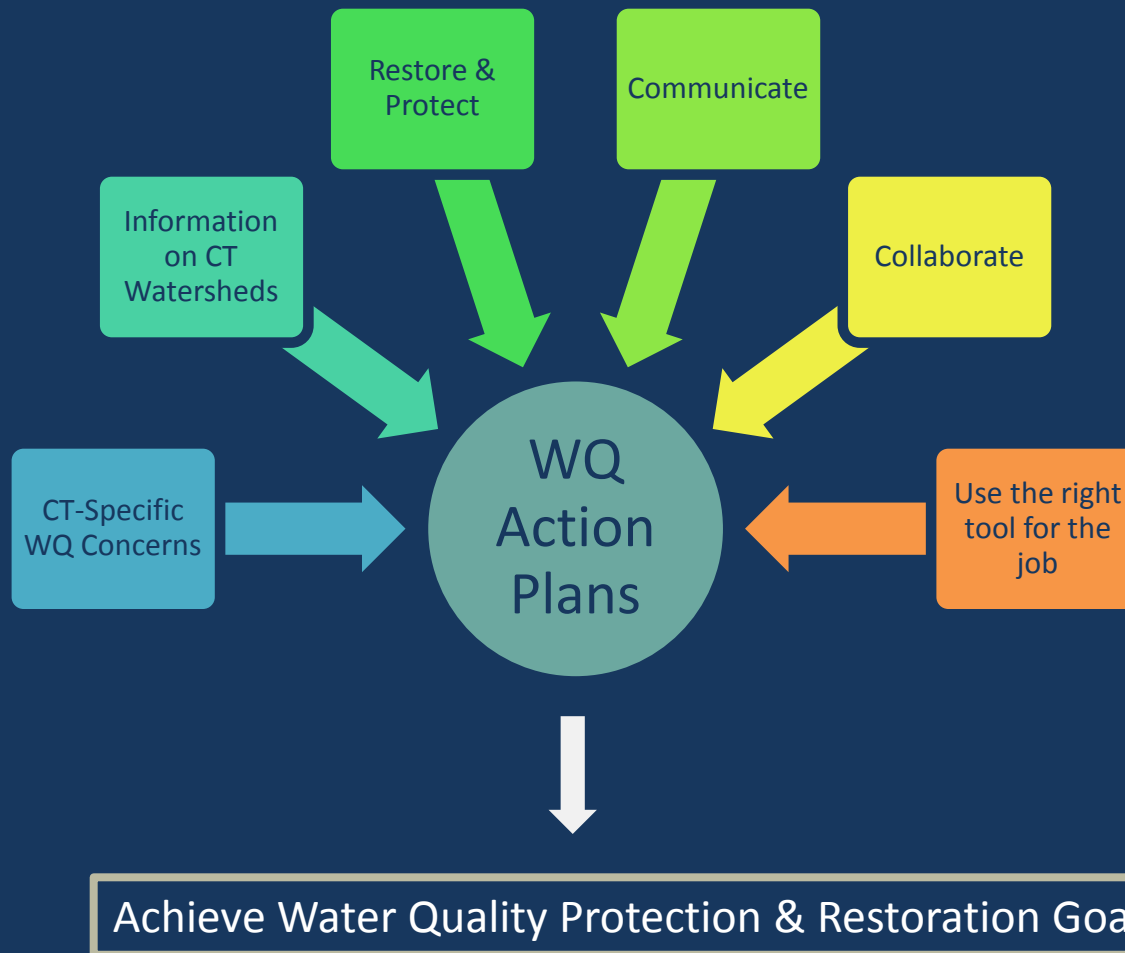 Restore &
Protect
Communicate
Information
on CT
Watersheds
Collaborate
CT-Specific
WQ Concerns
WQ
Action
Plans
Use the right
tool for the
job
Achieve Water Quality Protection & Restoration Goa